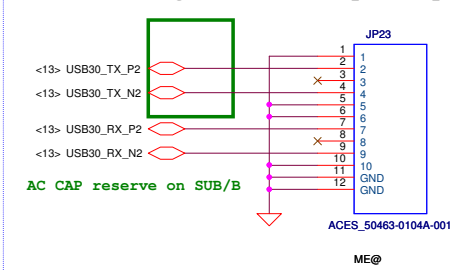 JP23
1 1
<13> USB30_TX_P2 2 2
3 3
<13> USB30_TX_N2 4 4
5 5
6 6
<13> USB30_RX_P2 7 7
8 8
<13> USB30_RX_N2 9 9
10 10
11 GND
AC CAP reserve on SUB/B 12 GND
ACES_50463-0104A-001
ME@